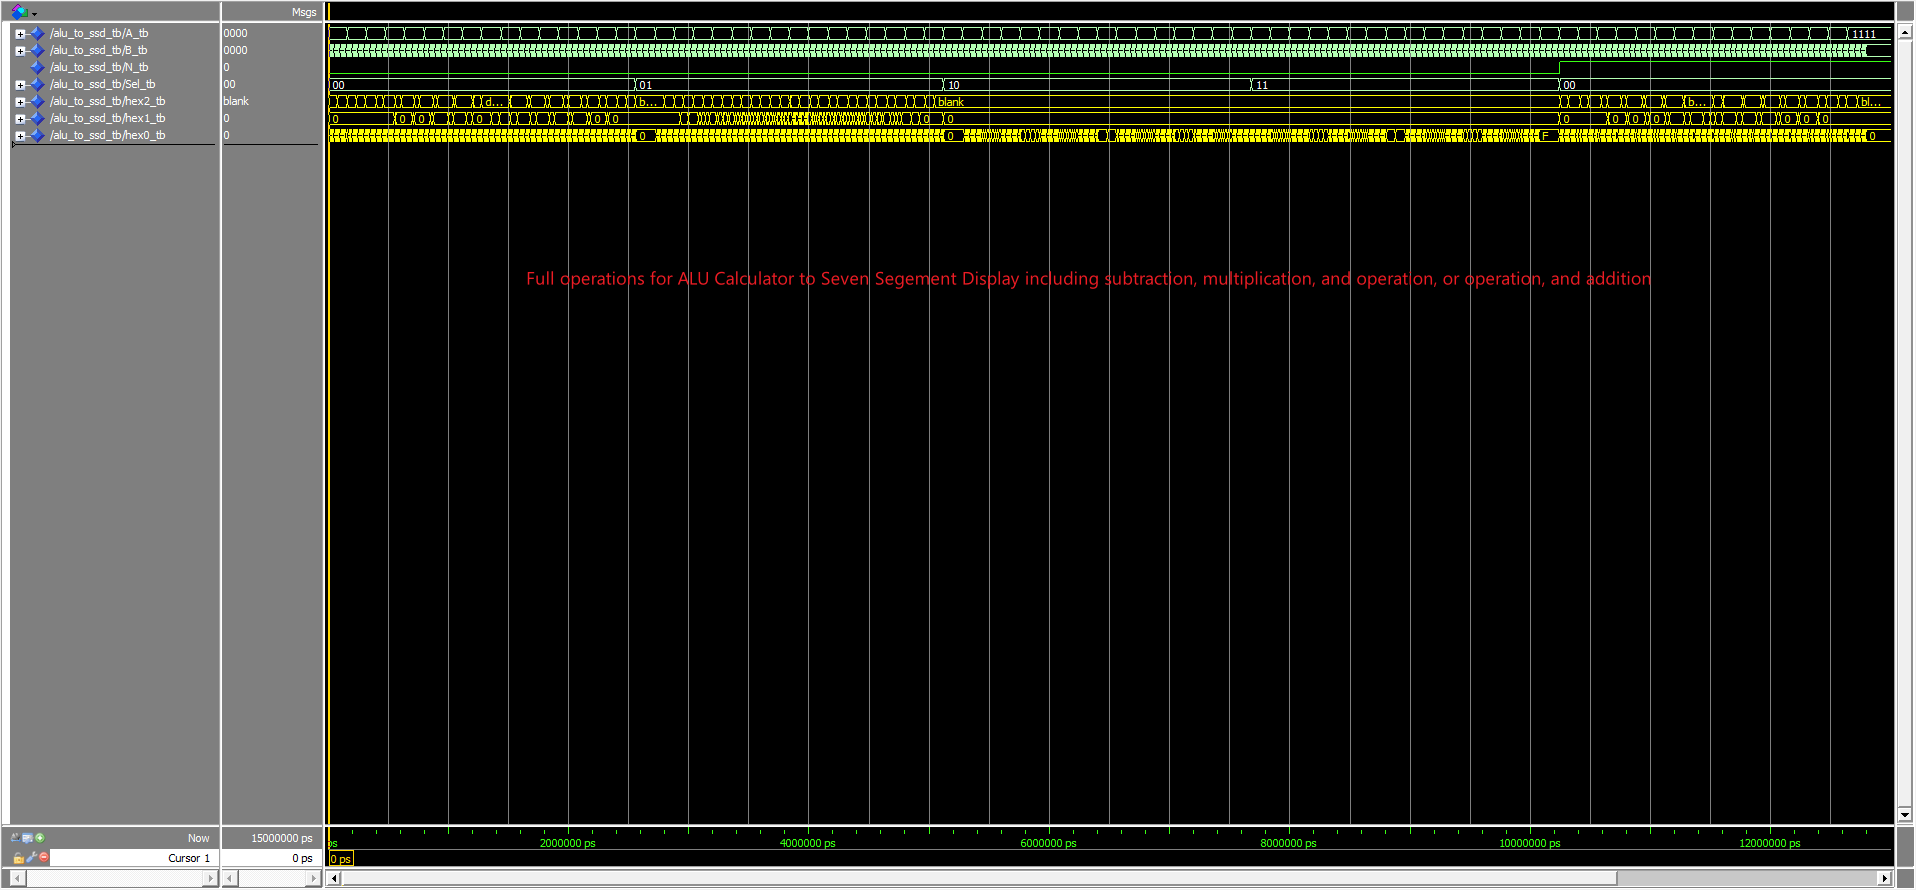 Msgs
/alu_to_ssd_tb/A_tb 0000 1111
/alu_to_ssd_tb/B_tb 0000
/alu_to_ssd_tb/N_tb 0
/alu_to_ssd_tb/Sel_tb 00 00 01 10 11 00
/alu_to_ssd_tb/hex2_tb blank d... b... blank b... bl...
/alu_to_ssd_tb/hex1_tb 0 0 0 0 0 0 0 0 0 0 0 0 0 0 0 0
/alu_to_ssd_tb/hex0_tb 0 0 0 F 0
Full operations for ALU Calculator to Seven Segement Display including subtraction, multiplication, and operation, or operation, and addition
Now 15000000 ps ps 2000000 ps 4000000 ps 6000000 ps 8000000 ps 10000000 ps 12000000 ps
Cursor 1 0 ps 0 ps